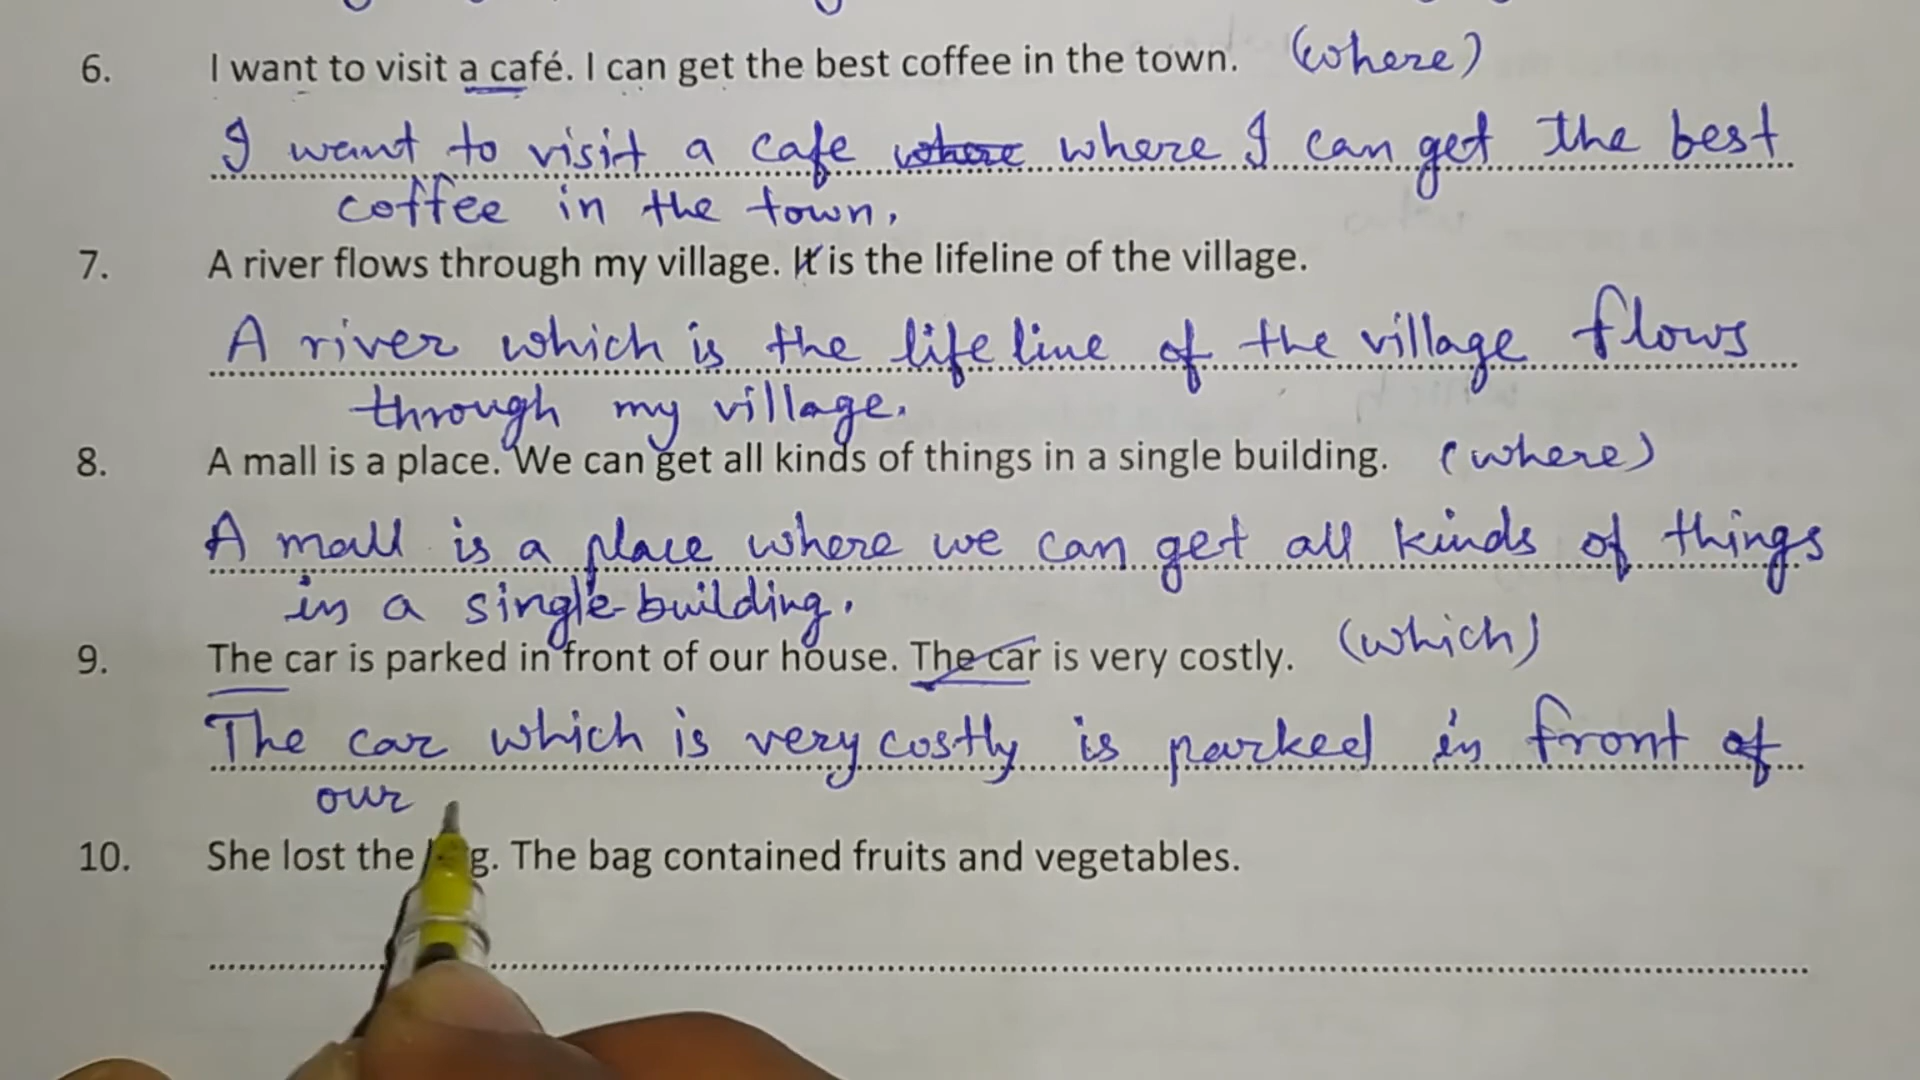 6. I want to visit a café. I can get the best coffee in the town. (where)
I want to visit a cafe where where I can get the best
coffee in the town.
7. A river flows through my village. It is the lifeline of the village.
A river which is the lifeline of the village flows
through my village.
8. A mall is a place. We can get all kinds of things in a single building. (where)
A mall is a place where we can get all kinds of things
in a single building.
9. The car is parked in front of our house. The car is very costly. (which)
The car which is very costly is parked in front of
our
10. She lost the The bag contained fruits and vegetables.